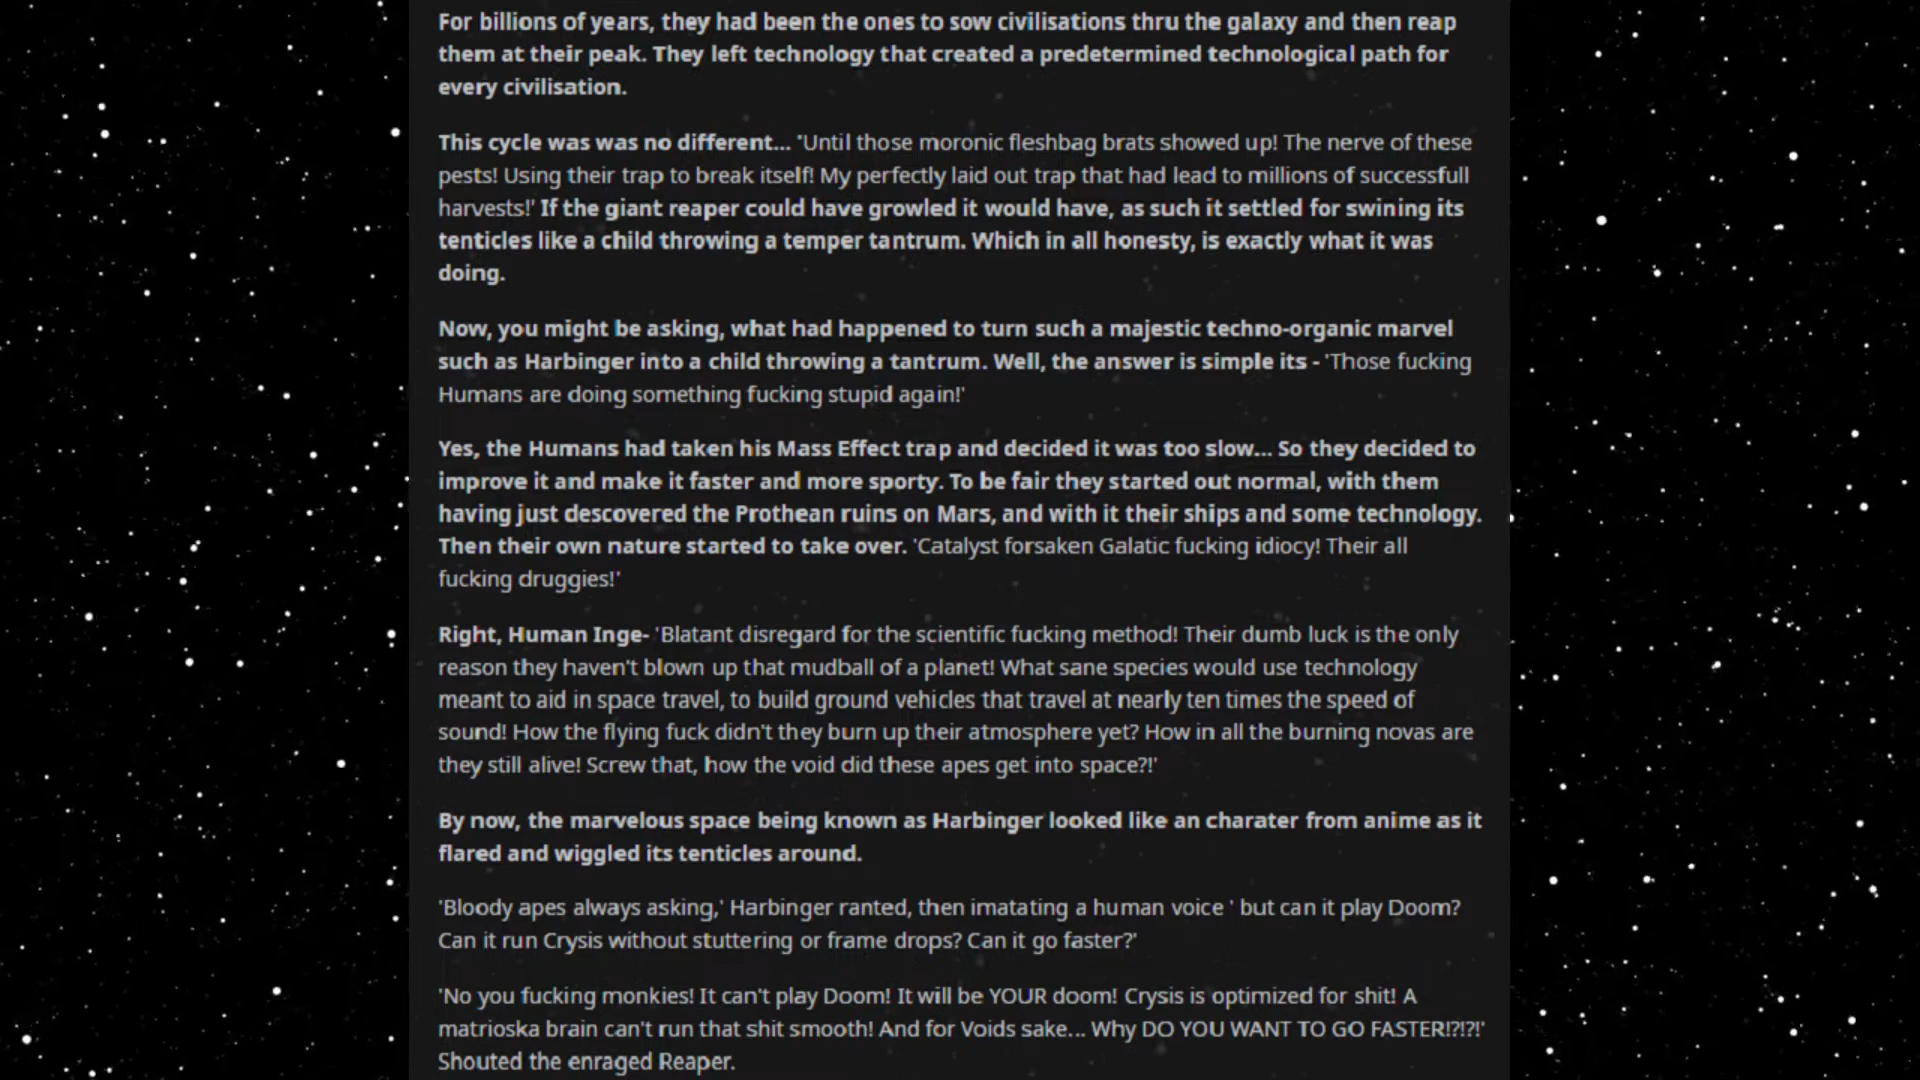 For billions of years, they had been the ones to sow civilisations thru the galaxy and then reap
them at their peak. They left technology that created a predetermined technological path for
every civilisation.
This cycle was was no different... 'Until those moronic fleshbag brats showed up! The nerve of these
pests! Using their trap to break itself! My perfectly laid out trap that had lead to millions of successfull
harvests!' If the giant reaper could have growled it would have, as such it settled for swining its
tenticles like a child throwing a temper tantrum. Which in all honesty, is exactly what it was
doing.
Now, you might be asking, what had happened to turn such a majestic techno-organic marvel
such as Harbinger into a child throwing a tantrum. Well, the answer is simple its - 'Those fucking
Humans are doing something fucking stupid again!'
Yes, the Humans had taken his Mass Effect trap and decided it was too slow... So they decided to
improve it and make it faster and more sporty. To be fair they started out normal, with them
having just descovered the Prothean ruins on Mars, and with it their ships and some technology.
Then their own nature started to take over. 'Catalyst forsaken Galatic fucking idiocy! Their all
fucking druggies!'
Right, Human Inge- 'Blatant disregard for the scientific fucking method! Their dumb luck is the only
reason they haven't blown up that mudball of a planet! What sane species would use technology
meant to aid in space travel, to build ground vehicles that travel at nearly ten times the speed of
sound! How the flying fuck didn't they burn up their atmosphere yet? How in all the burning novas are
they still alive! Screw that, how the void did these apes get into space?!'
By now, the marvelous space being known as Harbinger looked like an charater from anime as it
flared and wiggled its tenticles around.
'Bloody apes always asking,' Harbinger ranted, then imatating a human voice ' but can it play Doom?
Can it run Crysis without stuttering or frame drops? Can it go faster?'
'No you fucking monkies! It can't play Doom! It will be YOUR doom! Crysis is optimized for shit! A
matrioska brain can't run that shit smooth! And for Voids sake... Why DO YOU WANT TO GO FASTER!?!?!'
Shouted the enraged Reaper.